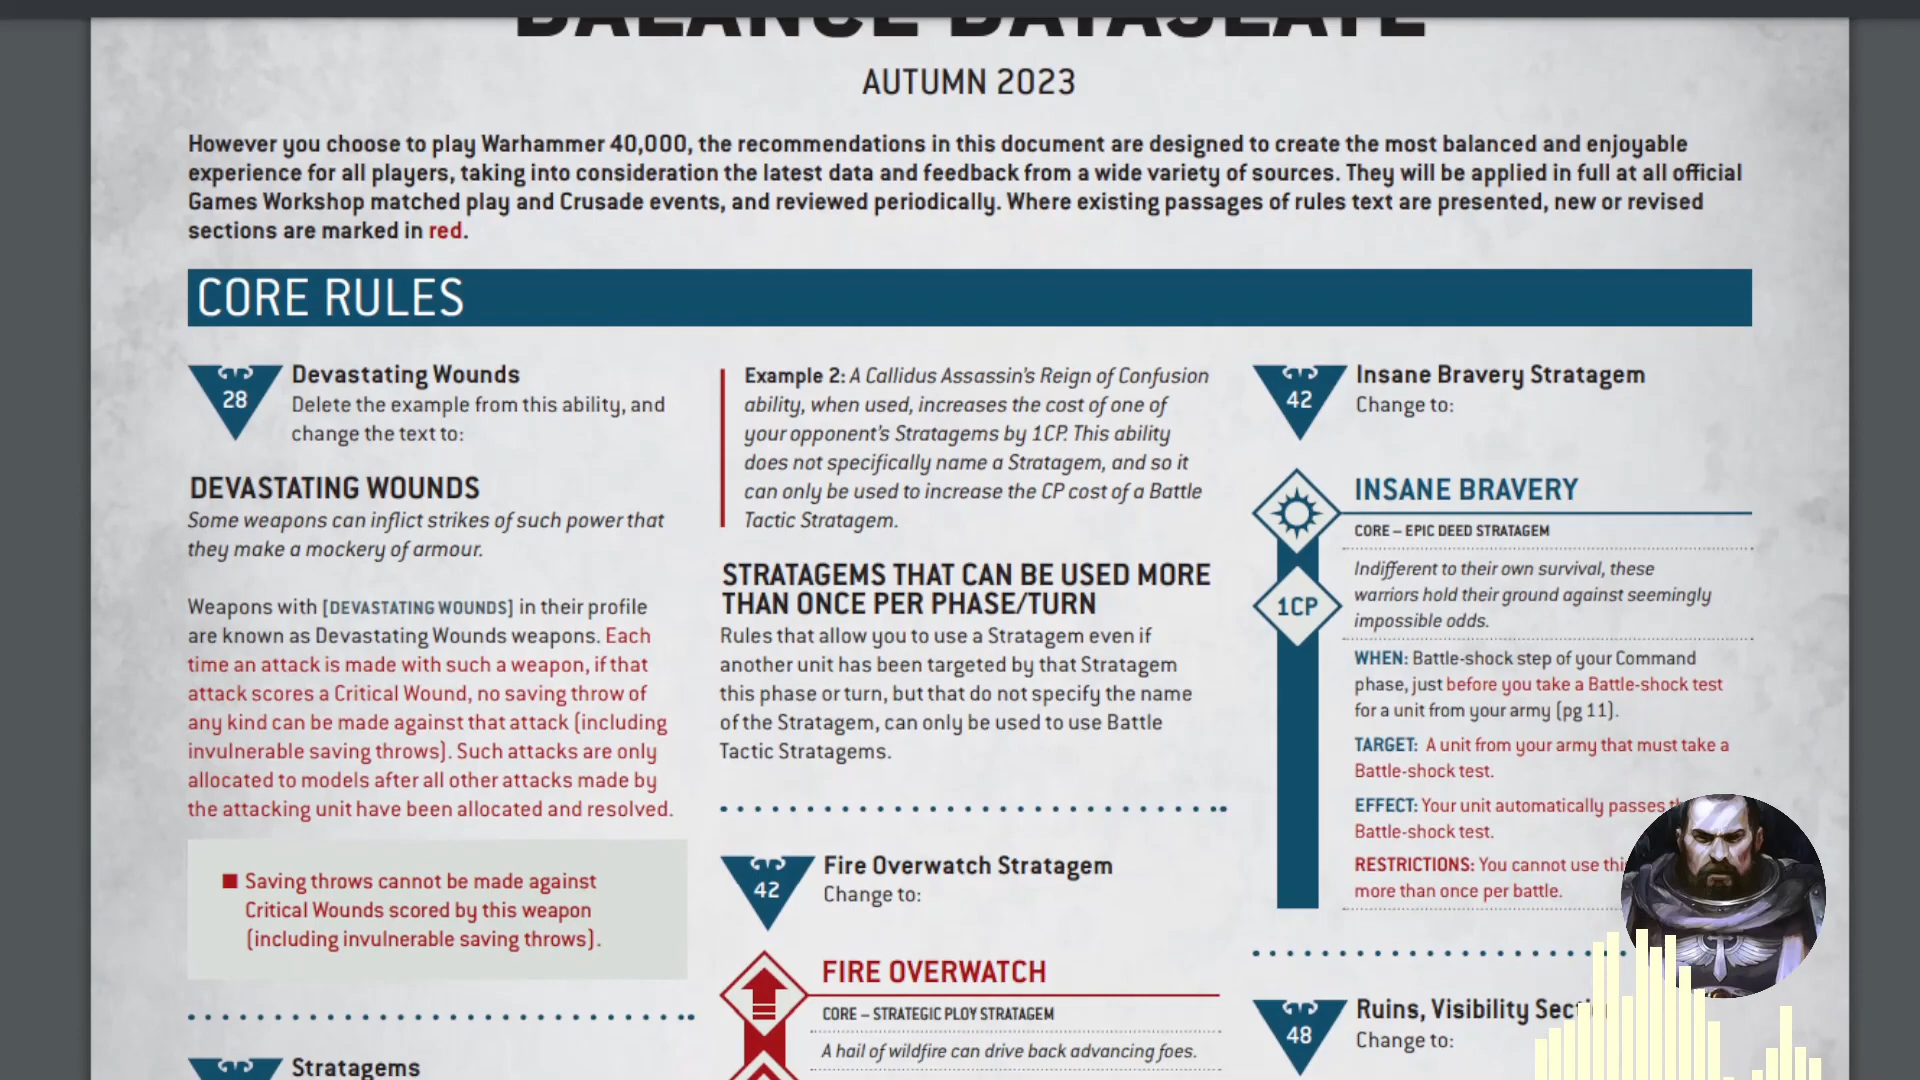 BALANCE DATASLATE
AUTUMN 2023
However you choose to play Warhammer 40,000, the recommendations in this document are designed to create the most balanced and enjoyable
experience for all players, taking into consideration the latest data and feedback from a wide variety of sources. They will be applied in full at all official
Games Workshop matched play and Crusade events, and reviewed periodically. Where existing passages of rules text are presented, new or revised
sections are marked in red.
CORE RULES
28
Devastating Wounds
Delete the example from this ability, and
change the text to:
DEVASTATING WOUNDS
Some weapons can inflict strikes of such power that
they make a mockery of armour.
Weapons with [DEVASTATING WOUNDS] in their profile
are known as Devastating Wounds weapons. Each
time an attack is made with such a weapon, if that
attack scores a Critical Wound, no saving throw of
any kind can be made against that attack (including
invulnerable saving throws). Such attacks are only
allocated to models after all other attacks made by
the attacking unit have been allocated and resolved.
■ Saving throws cannot be made against
Critical Wounds scored by this weapon
(including invulnerable saving throws).
Stratagems
Example 2: A Callidus Assassin's Reign of Confusion
ability, when used, increases the cost of one of
your opponent's Stratagems by 1CP. This ability
does not specifically name a Stratagem, and so it
can only be used to increase the CP cost of a Battle
Tactic Stratagem.
STRATAGEMS THAT CAN BE USED MORE
THAN ONCE PER PHASE/TURN
Rules that allow you to use a Stratagem even if
another unit has been targeted by that Stratagem
this phase or turn, but that do not specify the name
of the Stratagem, can only be used to use Battle
Tactic Stratagems.
42
Fire Overwatch Stratagem
Change to:
FIRE OVERWATCH
CORE – STRATEGIC PLOY STRATAGEM
A hail of wildfire can drive back advancing foes.
42
Insane Bravery Stratagem
Change to:
INSANE BRAVERY
CORE – EPIC DEED STRATAGEM
Indifferent to their own survival, these
warriors hold their ground against seemingly
impossible odds.
1CP
WHEN: Battle-shock step of your Command
phase, just before you take a Battle-shock test
for a unit from your army (pg 11).
TARGET: A unit from your army that must take a
Battle-shock test.
EFFECT: Your unit automatically passes
Battle-shock test.
RESTRICTIONS: You cannot use
more than once per battle.
48
Ruins, Visibility
Change to: